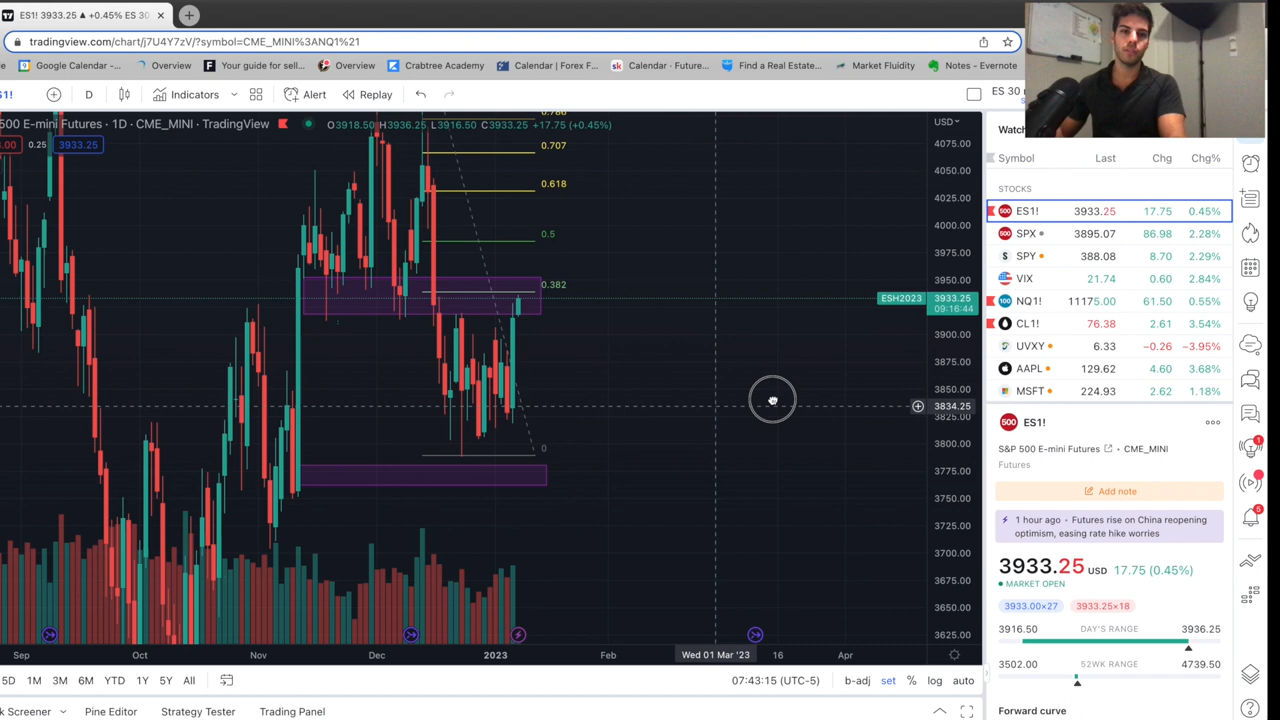 ES1! 3933.25 ▲ +0.45% ES 30
tradingview.com/chart/j7U4Y7zV/?symbol=CME_MINI%3ANQ1%21
Google Calendar -... Overview Your guide for sell... Overview Crabtree Academy Calendar | Forex F... Calendar · Future... Find a Real Estate... Market Fluidity Notes - Evernote
1! D Indicators Alert Replay ES 30
500 E-mini Futures · 1D · CME_MINI · TradingView O3918.50 H3936.25 L3916.50 C3933.25 +17.75 (+0.45%)
0.25 3933.25
0.786
0.707
0.618
0.5
0.382
0
USD
4075.00
4050.00
4025.00
4000.00
3975.00
3950.00
ESH2023 3933.25
09:16:44
3900.00
3875.00
3850.00
3834.25
3825.00
3800.00
3775.00
3750.00
3725.00
3700.00
3675.00
3650.00
3625.00
Sep Oct Nov Dec 2023 Feb Wed 01 Mar '23 16 Apr
5D 1M 3M 6M YTD 1Y 5Y All 07:43:15 (UTC-5) b-adj set % log auto
k Screener Pine Editor Strategy Tester Trading Panel
Watch
Symbol Last Chg Chg%
STOCKS
500 ES1! 3933.25 17.75 0.45%
500 SPX 3895.07 86.98 2.28%
S SPY 388.08 8.70 2.29%
VIX 21.74 0.60 2.84%
100 NQ1! 11175.00 61.50 0.55%
CL1! 76.38 2.61 3.54%
UVXY 6.33 −0.26 −3.95%
AAPL 129.62 4.60 3.68%
MSFT 224.93 2.62 1.18%
500 ES1!
S&P 500 E-mini Futures • CME_MINI
Futures
Add note
1 hour ago • Futures rise on China reopening
optimism, easing rate hike worries
3933.25 USD 17.75 (0.45%)
MARKET OPEN
3933.00×27 3933.25×18
3916.50 DAY'S RANGE 3936.25
3502.00 52WK RANGE 4739.50
Forward curve
1
5